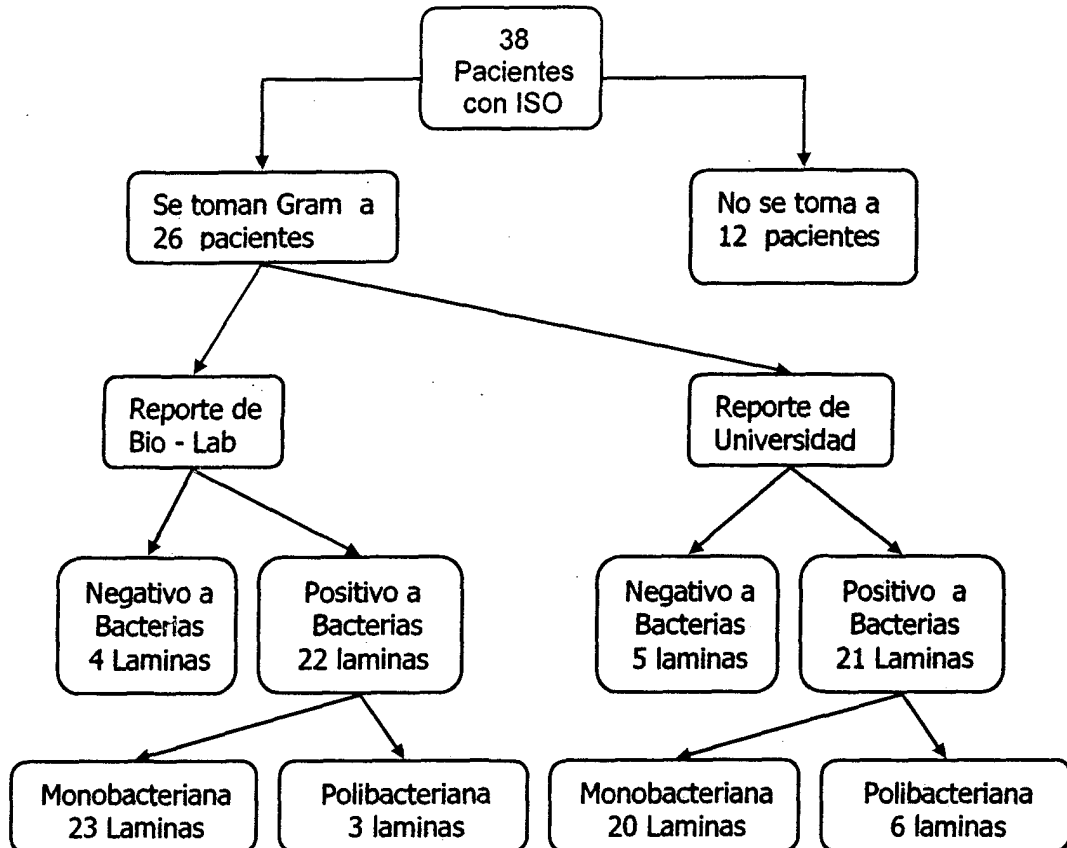 38
Pacientes
con ISO
Se toman Gram a
26 pacientes
No se toma a
12 pacientes
Reporte de
Bio - Lab
Reporte de
Universidad
Negativo a
Bacterias
4 Laminas
Positivo a
Bacterias
22 laminas
Negativo a
Bacterias
5 laminas
Positivo a
Bacterias
21 Laminas
Monobacteriana
23 Laminas
Polibacteriana
3 laminas
Monobacteriana
20 Laminas
Polibacteriana
6 laminas